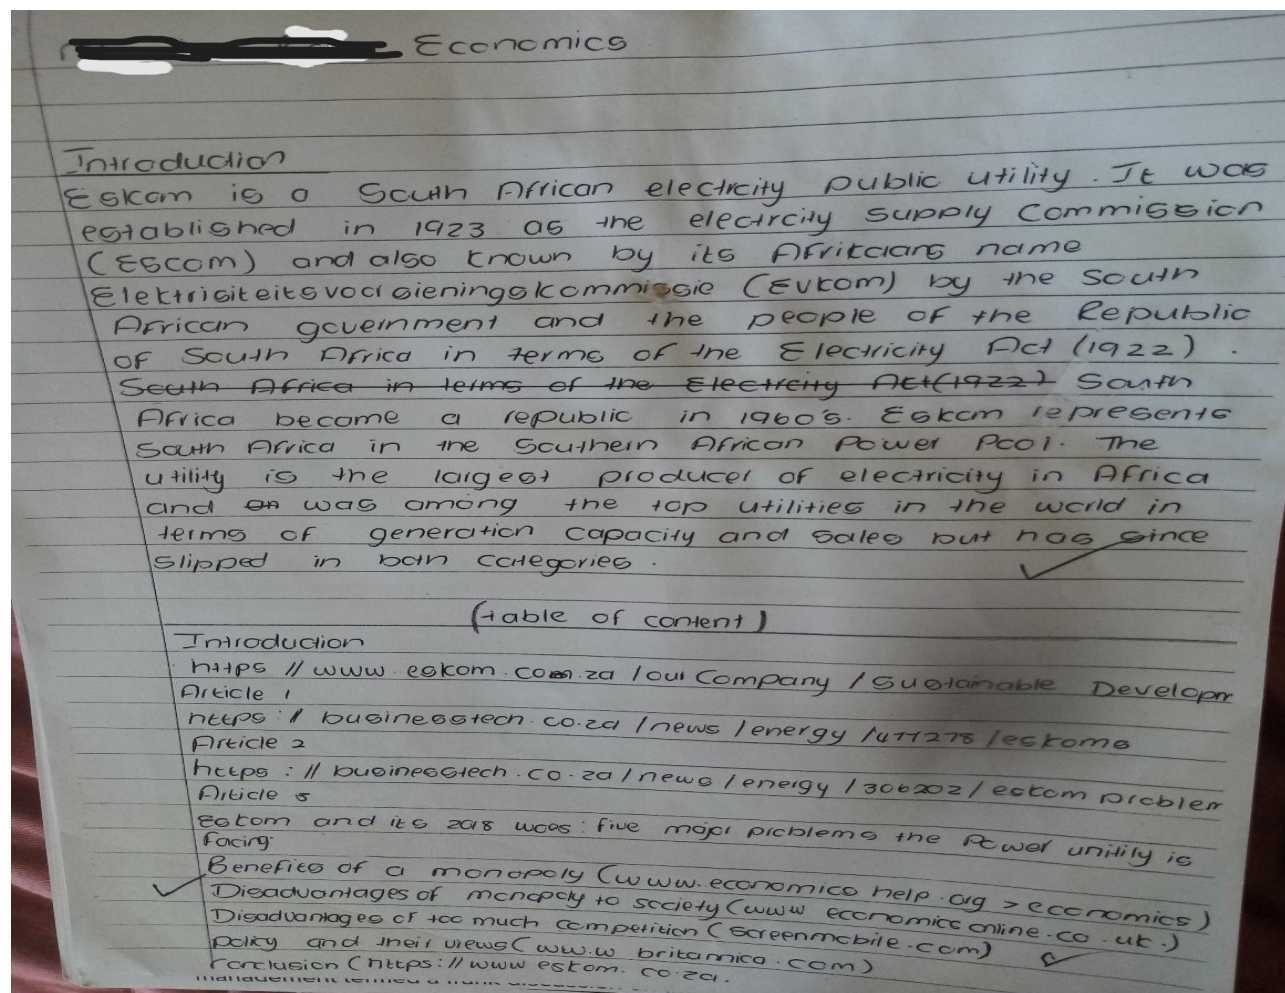 Economics
Introduction
Eskom is a South African electrcity public utility. It was
established in 1923 as the electrcity supply Commission
(ESCOM) and also known by its Afrikaans name
Elektrisiteitsvoorsieningskommissie (EVKOM) by the South
African government and the people of the Republic
of South Africa in terms of the Electricity Act (1922).
South Africa in terms of the Electrcity Act (1922) South
Africa became a republic in 1960's. Eskom represents
South Africa in the Southern African Power Pool. The
utility is the largest producer of electricity in Africa
and was among the top utilities in the world in
terms of generation capacity and sales but has since
slipped in both categories.
(table of content)
Introduction
https // www.eskom.com.za /our Company /Sustainable Developm
Article 1
https:// businesstech.co.za /news /energy /477278 /eskoms
Article 2
https : // businesstech.co.za / news / energy / 306202 / eskom problem
Article 3
Eskom and its 2018 woes: five major problems the power unitily is
facing
Benefits of a monopoly (www.economics help.org > economics)
Disadvantages of monopoly to society (www economics online.co.uk.)
Disadvantages of too much competition (screenmobile.com)
policy and their views (www.w britannica.com)
Conclusion (https://www eskom.co.za.